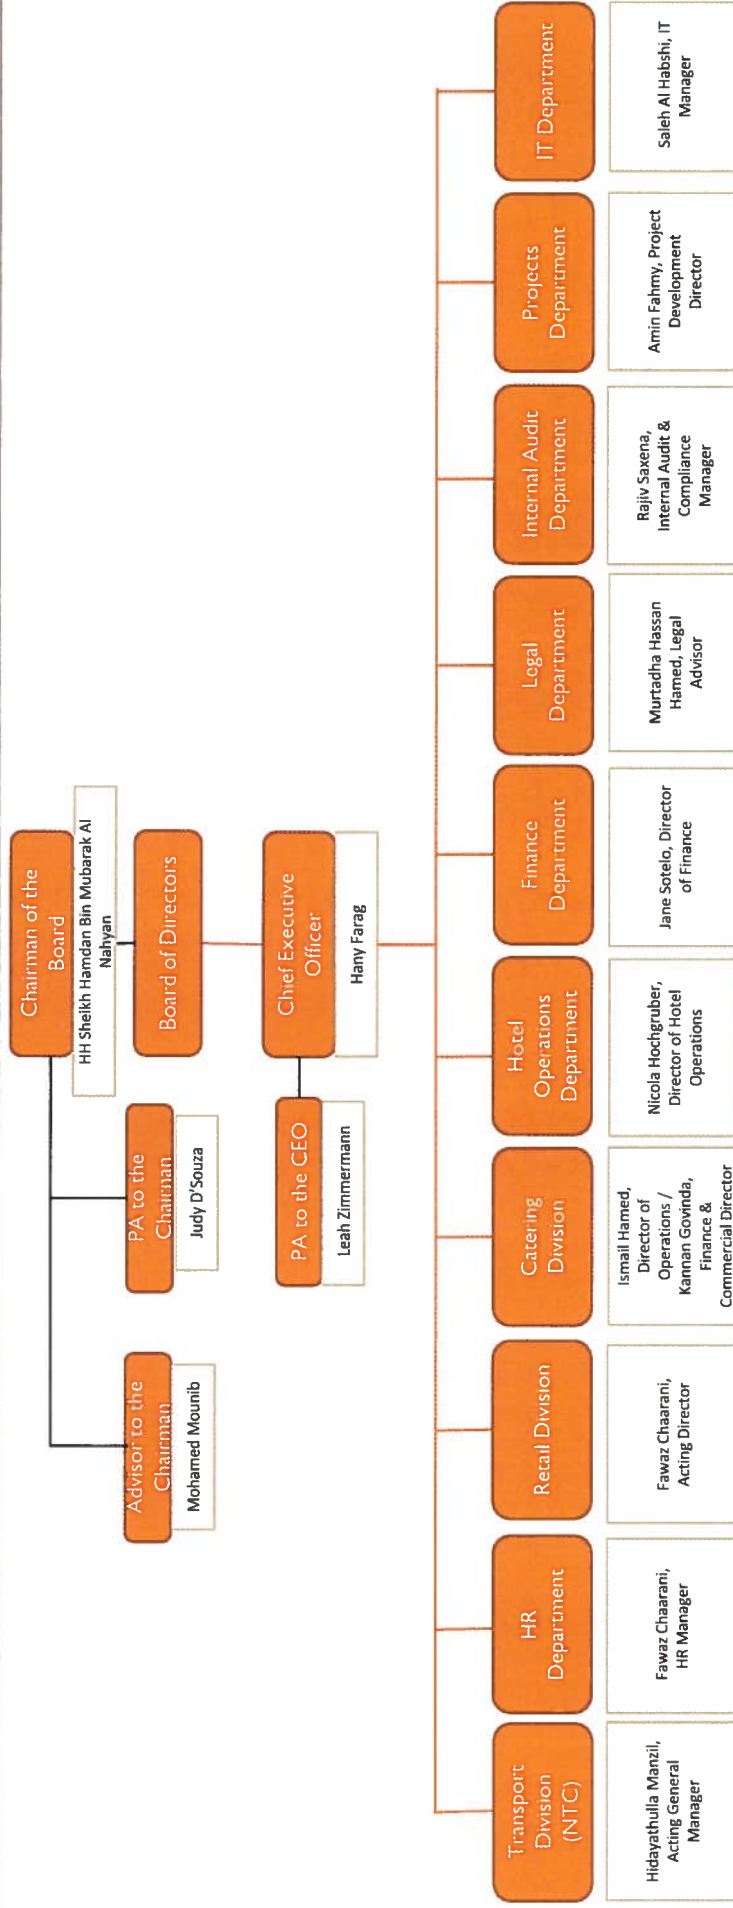 Chairman of the
Board
HH Sheikh Hamdan Bin Mubarak Al
Nahyan
Advisor to the
Chairman
Mohamed Mounib
PA to the
Chairman
Judy D'Souza
Board of Directors
PA to the CEO
Leah Zimmermann
Chief Executive
Officer
Hany Farag
Transport
Division
(NTC)
Hidayathulla Manzil,
Acting General
Manager
HR
Department
Fawaz Chaarani,
HR Manager
Retail Division
Fawaz Chaarani,
Acting Director
Catering
Division
Ismail Hamed,
Director of
Operations /
Kannan Govinda,
Finance &
Commercial Director
Hotel
Operations
Department
Nicola Hochgruber,
Director of Hotel
Operations
Finance
Department
Jane Sotelo, Director
of Finance
Legal
Department
Murtadha Hassan
Hamed, Legal
Advisor
Internal Audit
Department
Rajiv Saxena,
Internal Audit &
Compliance
Manager
Projects
Department
Amin Fahmy, Project
Development
Director
IT Department
Saleh Al Habshi, IT
Manager